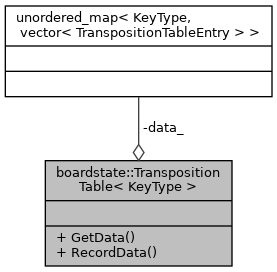 unordered_map< KeyType,
vector< TranspositionTableEntry > >
-data_
boardstate::Transposition
Table< KeyType >
+ GetData()
+ RecordData()